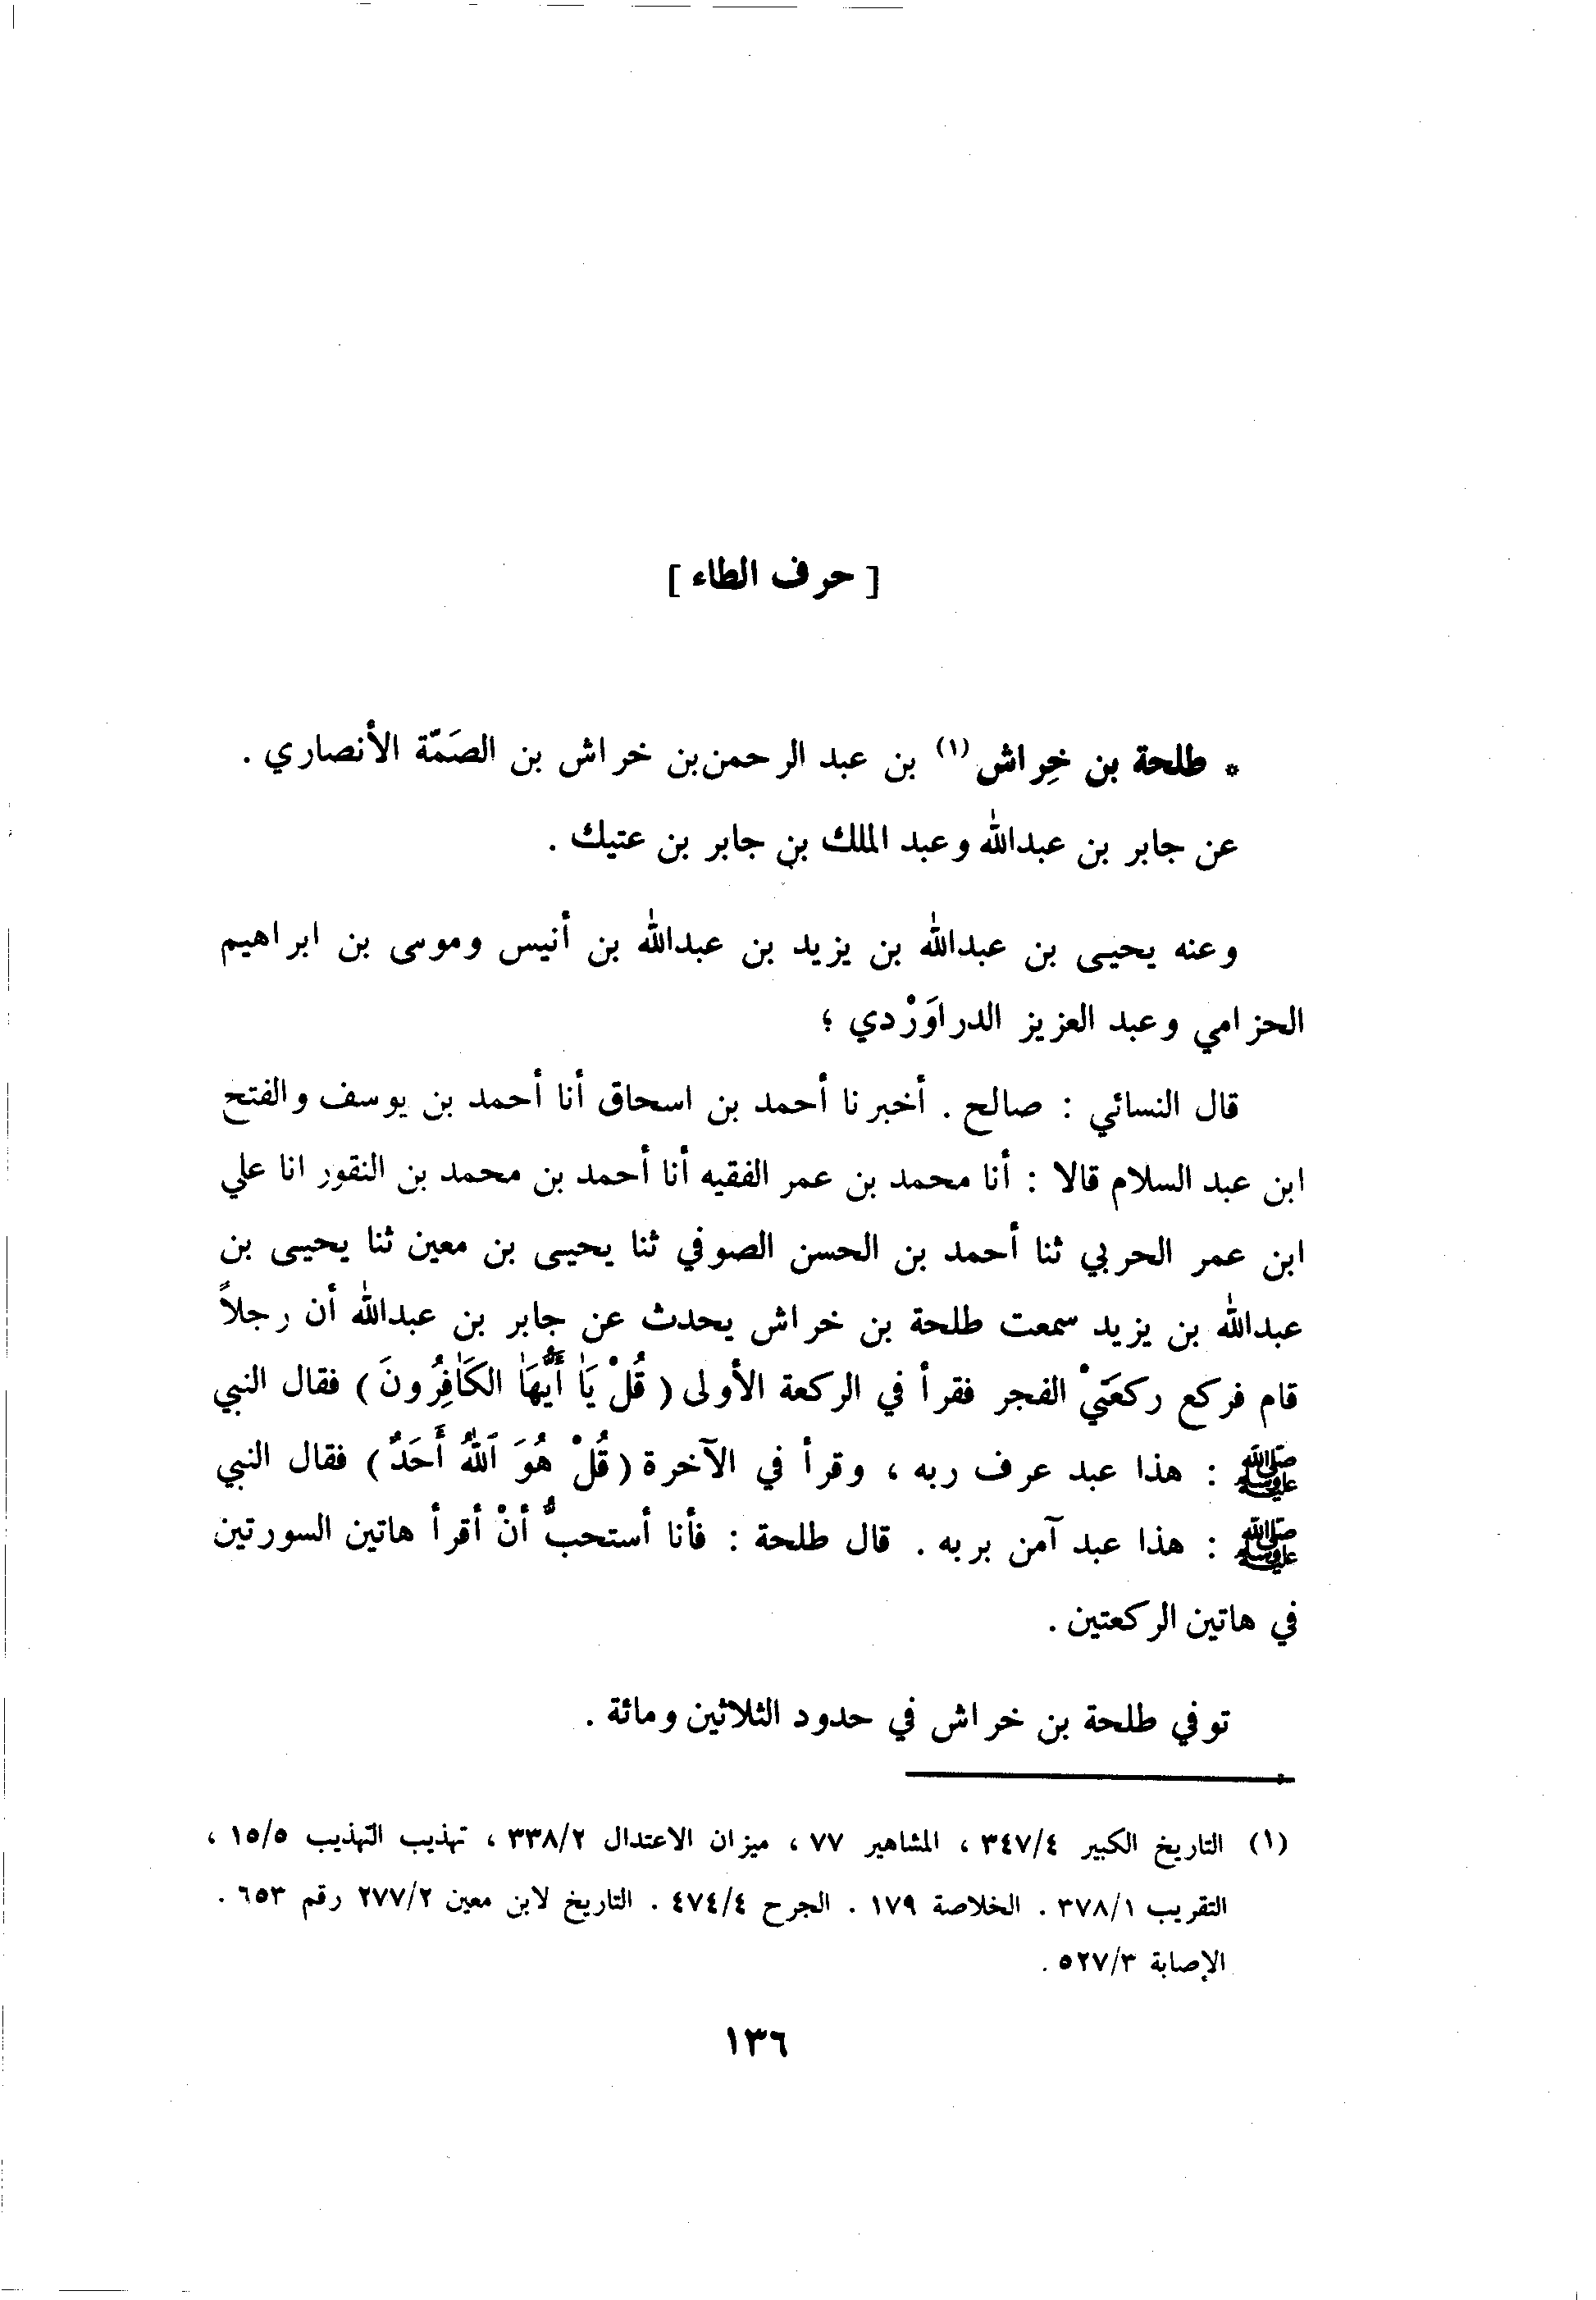 [ حرف الطاء ]
* طلحة بن خِراش (١) بن عبد الرحمن بن خراش بن الصَمّة الأنصاري .
عن جابر بن عبدالله وعبد الملك بن جابر بن عتيك .
وعنه يحيى بن عبدالله بن يزيد بن عبدالله بن أنيس وموسى بن ابراهيم
الحزامي وعبد العزيز الدراوَرْدي ؛
قال النسائي : صالح . أخبرنا أحمد بن اسحاق أنا أحمد بن يوسف والفتح
ابن عبد السلام قالا : أنا محمد بن عمر الفقيه أنا أحمد بن محمد بن النقور انا علي
ابن عمر الحربي ثنا أحمد بن الحسن الصوفي ثنا يحيى بن معين ثنا يحيى بن
عبدالله بن يزيد سمعت طلحة بن خراش يحدث عن جابر بن عبدالله أن رجلاً
قام فركع ركعَتيْ الفجر فقرأ في الركعة الأولى ( قُلْ يَا أَيُّهَا الكَافِرُونَ ) فقال النبي
ﷺ : هذا عبد عرف ربه ، وقرأ في الآخرة ( قُلْ هُوَ ٱللهُ أَحَدٌ ) فقال النبي
ﷺ : هذا عبد آمن بربه . قال طلحة : فأنا أستحبُّ أنْ أقرأ هاتين السورتين
في هاتين الركعتين .
توفي طلحة بن خراش في حدود الثلاثين ومائة .
(١) التاريخ الكبير ٣٤٧/٤ ، المشاهير ٧٧ ، ميزان الاعتدال ٣٣٨/٢ ، تهذيب التهذيب ١٥/٥ ،
التقريب ٣٧٨/١ . الخلاصة ١٧٩ . الجرح ٤٧٤/٤ . التاريخ لابن معين ٢٧٧/٢ رقم ٦٥٣ .
الإصابة ٥٢٧/٣ .
١٣٦